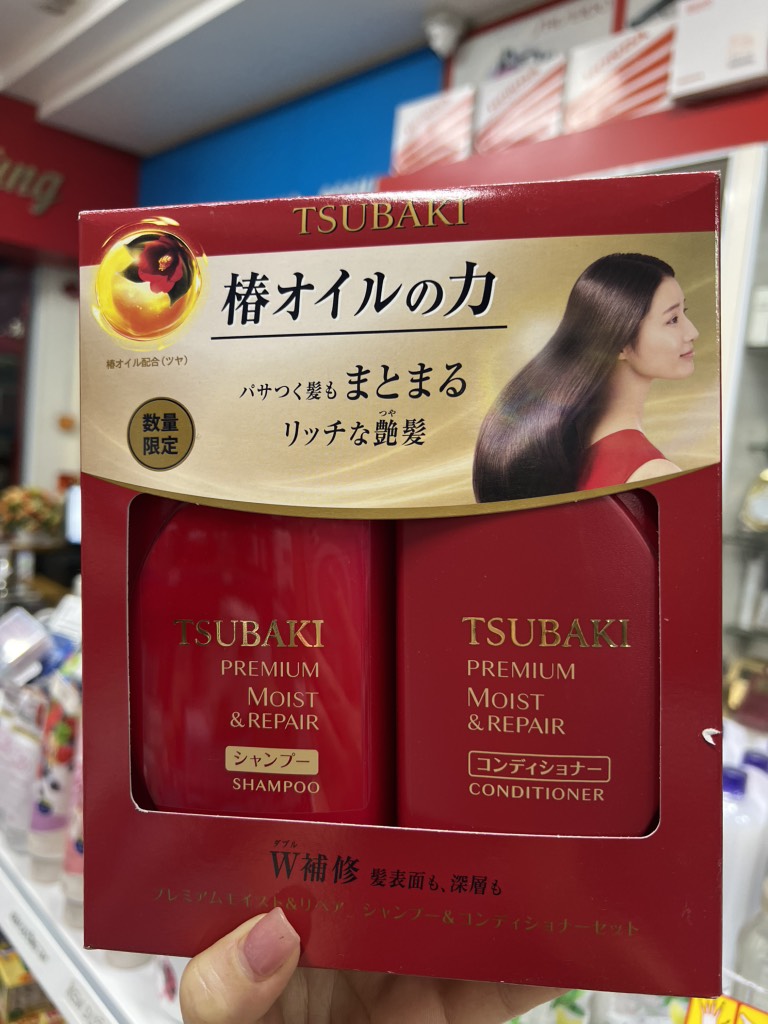 TSUBAKI
椿オイルの力
椿オイル配合(ツヤ)
パサつく髪も まとまる
つや
リッチな艶髪
数量
限定
TSUBAKI
PREMIUM
MOIST
& REPAIR
シャンプー
SHAMPOO
TSUBAKI
PREMIUM
MOIST
& REPAIR
コンディショナー
CONDITIONER
ダブル
W補修 髪表面も、深層も
プレミアムモイスト&リペア シャンプー&コンディショナーセット